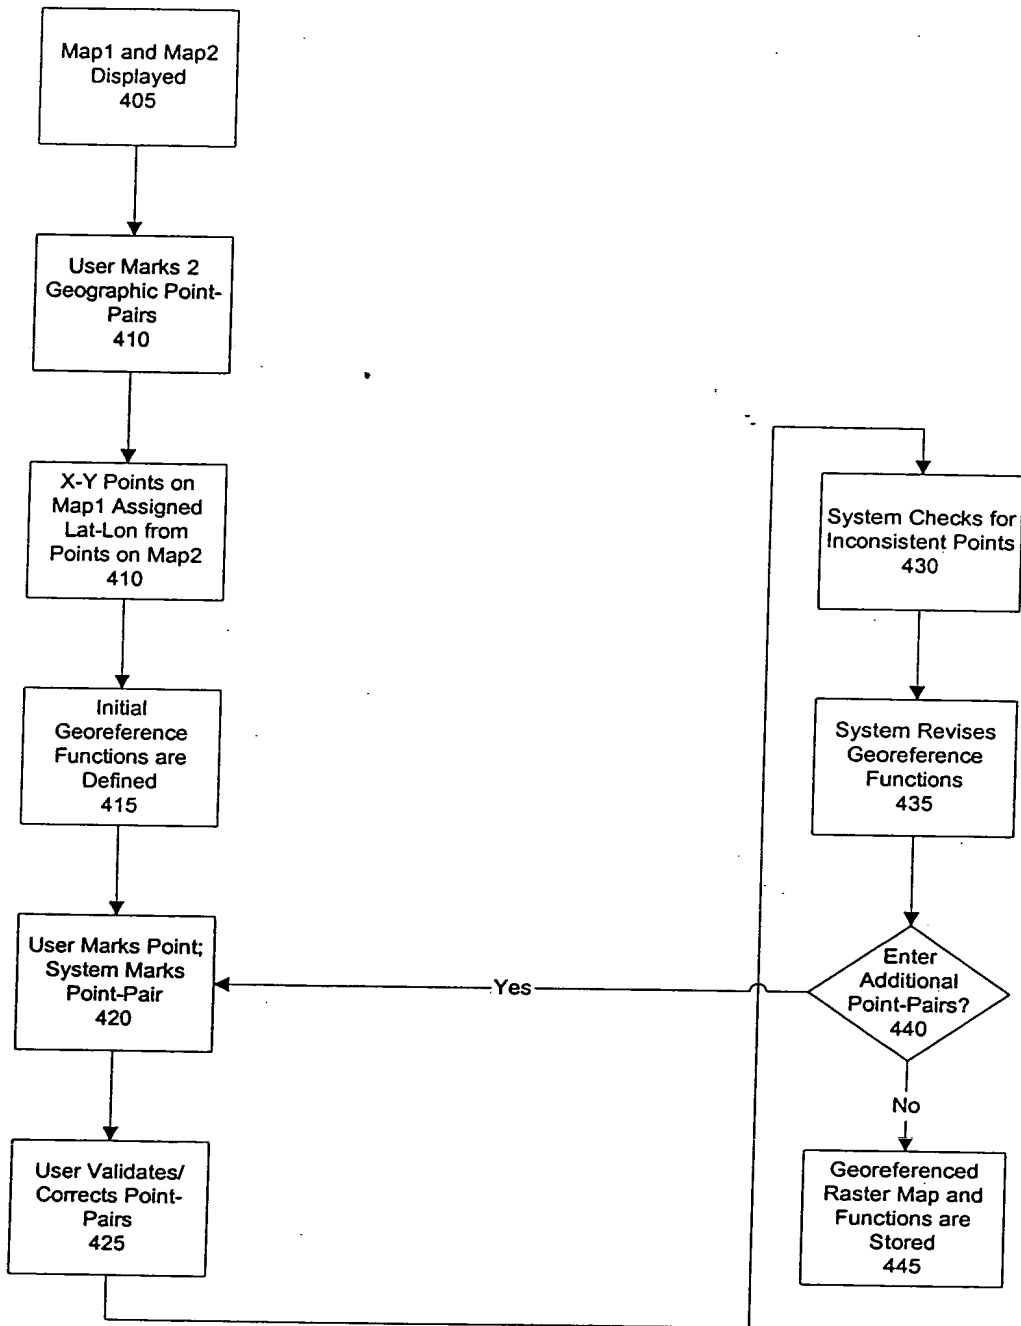 Map1 and Map2
Displayed
405
User Marks 2
Geographic Point-
Pairs
410
X-Y Points on
Map1 Assigned
Lat-Lon from
Points on Map2
410
Initial
Georeference
Functions are
Defined
415
User Marks Point;
System Marks
Point-Pair
420
User Validates/
Corrects Point-
Pairs
425
System Checks for
Inconsistent Points
430
System Revises
Georeference
Functions
435
Enter
Additional
Point-Pairs?
440
Yes
No
Georeferenced
Raster Map and
Functions are
Stored
445